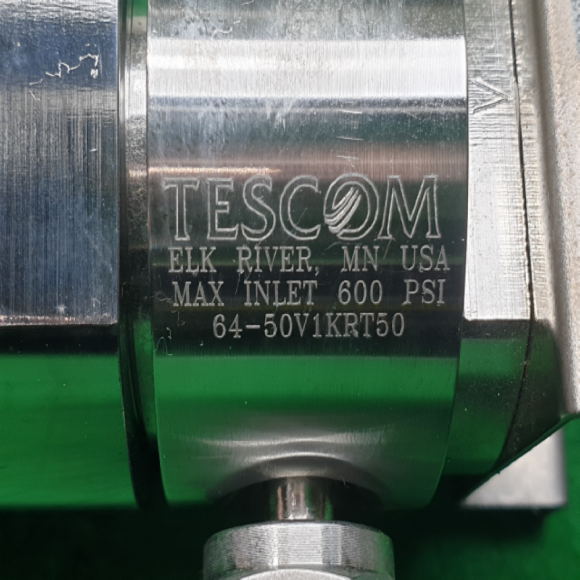 TESCOM
ELK RIVER, MN USA
MAX INLET 600 PSI
64-50V1KRT50